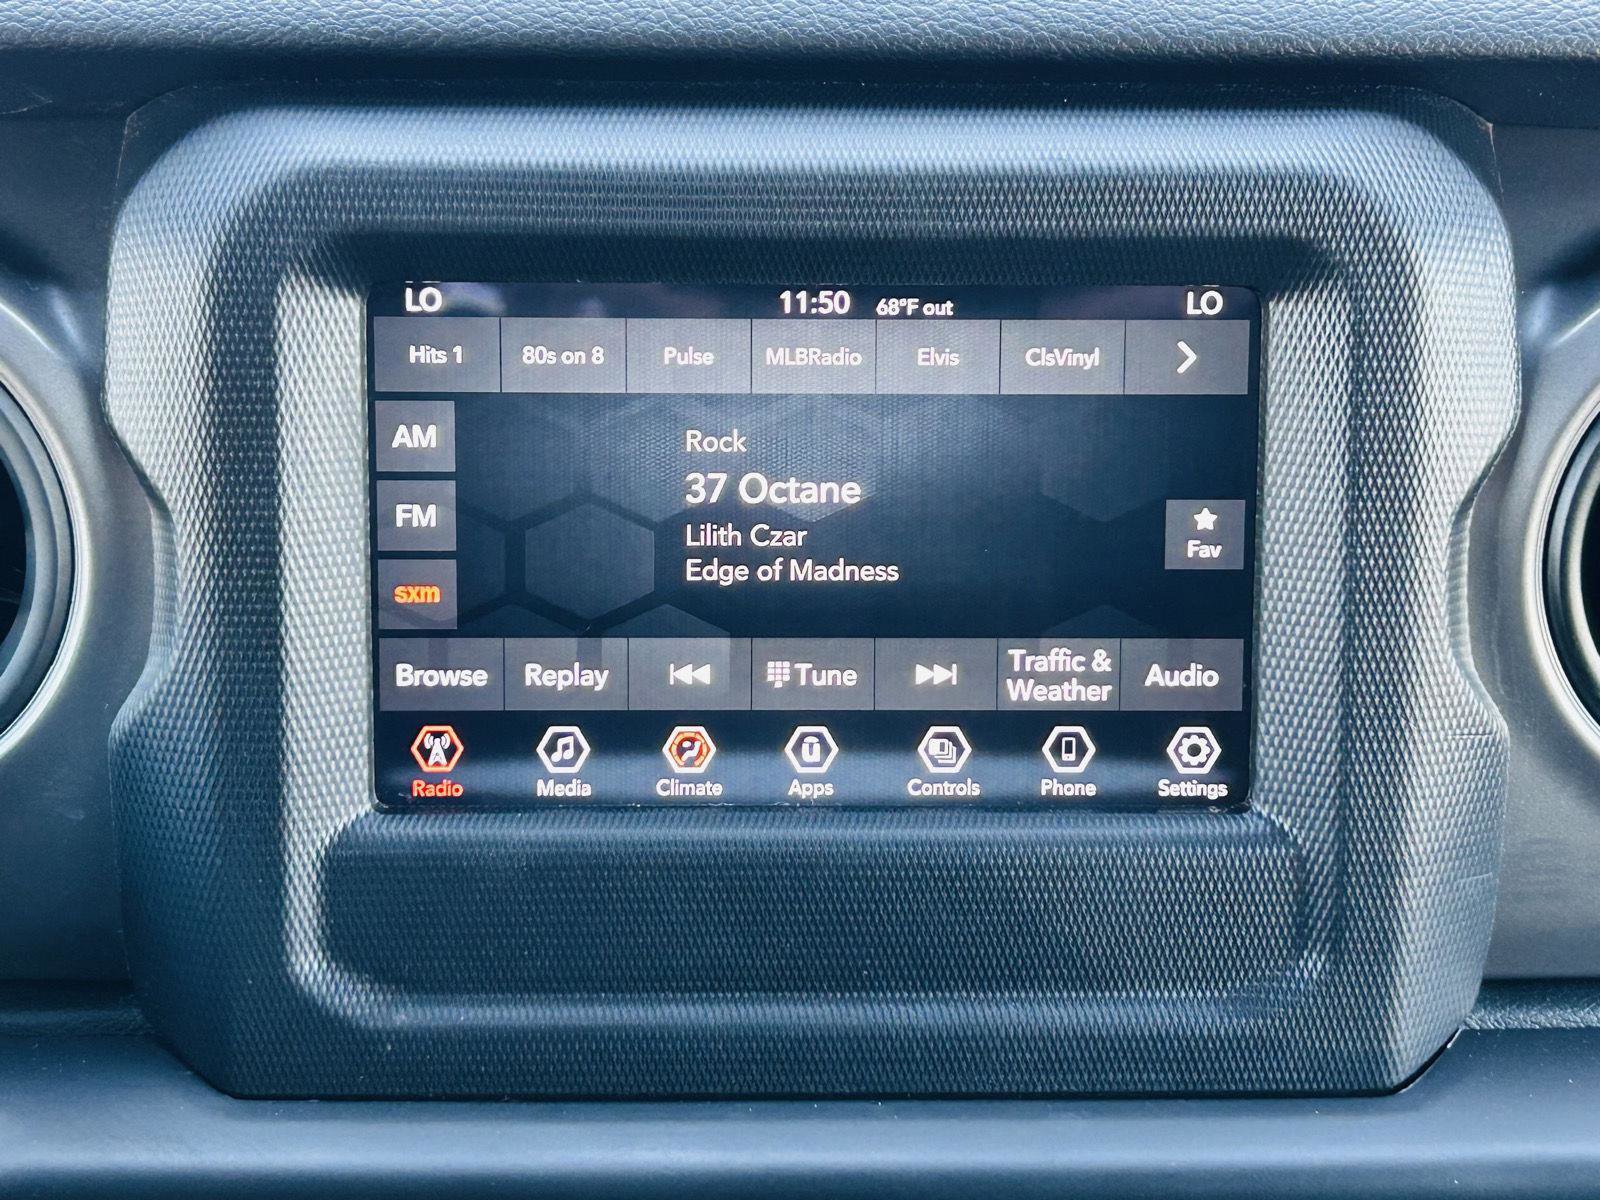 LO 11:50 68°F out LO
Hits 1 80s on 8 Pulse MLBRadio Elvis ClsVinyl
AM
Rock
37 Octane
FM
Lilith Czar
Fav
Edge of Madness
sxm
Browse Replay Tune Traffic & Weather Audio
Radio Media Climate Apps Controls Phone Settings